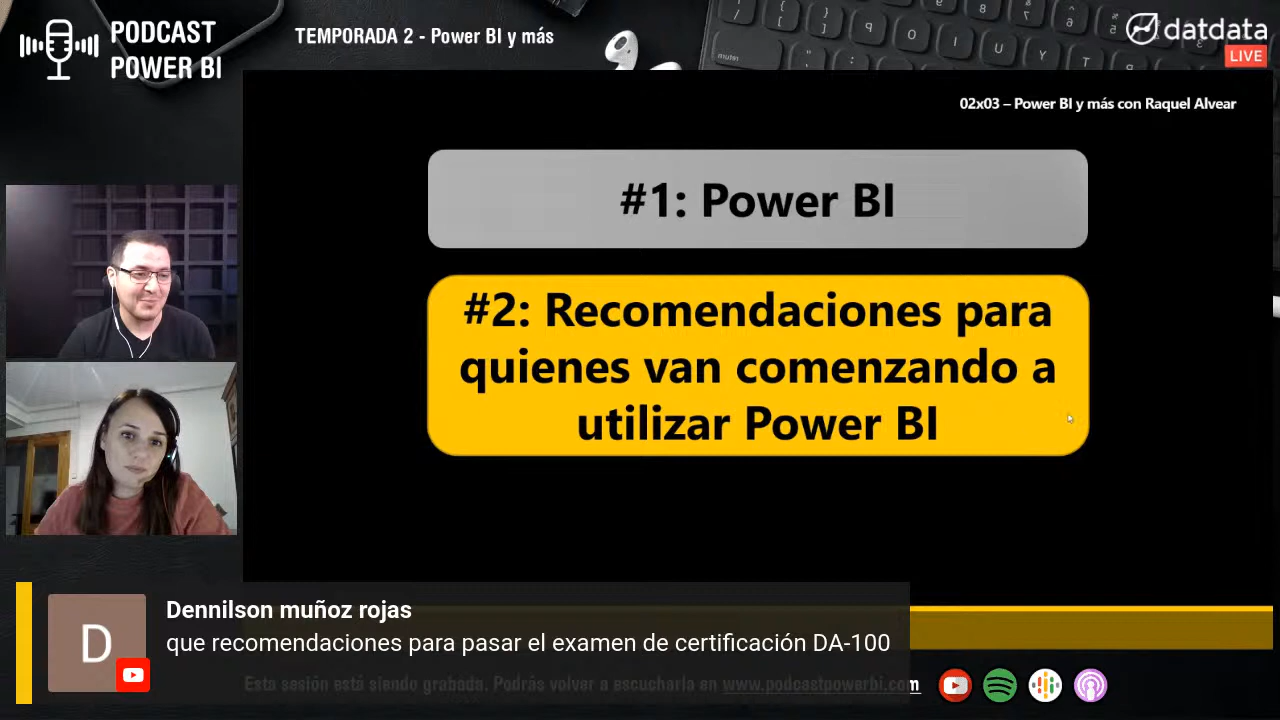 PODCAST
POWER BI
TEMPORADA 2 - Power BI y más
datdata
LIVE
02x03 – Power BI y más con Raquel Alvear
#1: Power BI
#2: Recomendaciones para
quienes van comenzando a
utilizar Power BI
D
Dennilson muñoz rojas
que recomendaciones para pasar el examen de certificación DA-100
Esta sesión está siendo grabada. Podrás volver a escucharla en www.podcastpowerbi.com